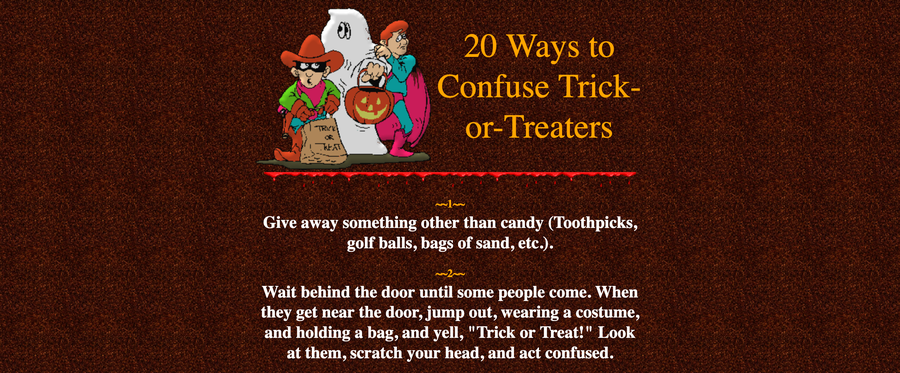 20 Ways to
Confuse Trick-
or-Treaters
TRICK
OR
TREAT
~~1~~
Give away something other than candy (Toothpicks,
golf balls, bags of sand, etc.).
~~2~~
Wait behind the door until some people come. When
they get near the door, jump out, wearing a costume,
and holding a bag, and yell, "Trick or Treat!" Look
at them, scratch your head, and act confused.